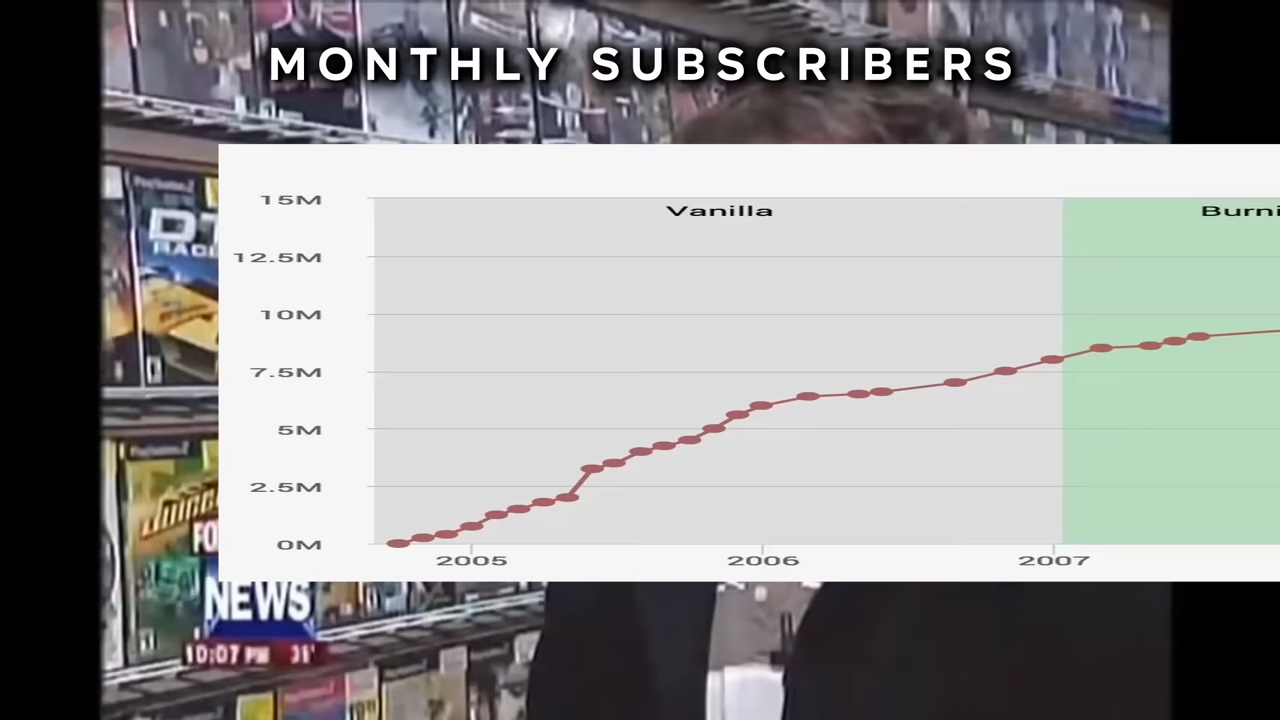 MONTHLY SUBSCRIBERS
15M
Vanilla
Burni
12.5M
10M
7.5M
5M
2.5M
0M
2005
2006
2007
NEWS
10:07 PM